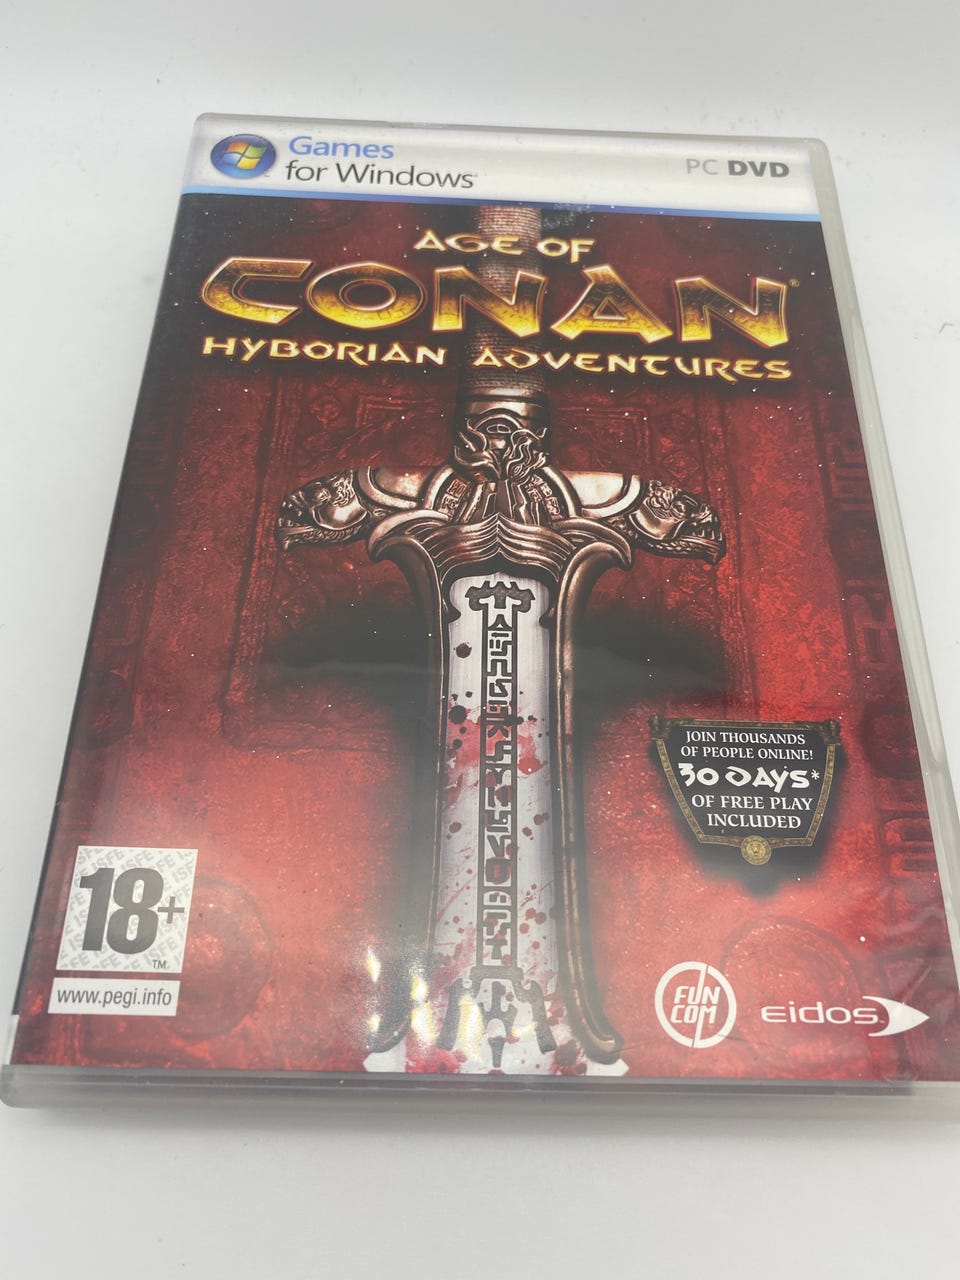 Games
for Windows
PC DVD
AGE OF
CONAN®
HYBORIAN ADVENTURES
JOIN THOUSANDS
OF PEOPLE ONLINE!
30 DAYS*
OF FREE PLAY
INCLUDED
18+
TM
www.pegi.info
FUN
COM
eidos